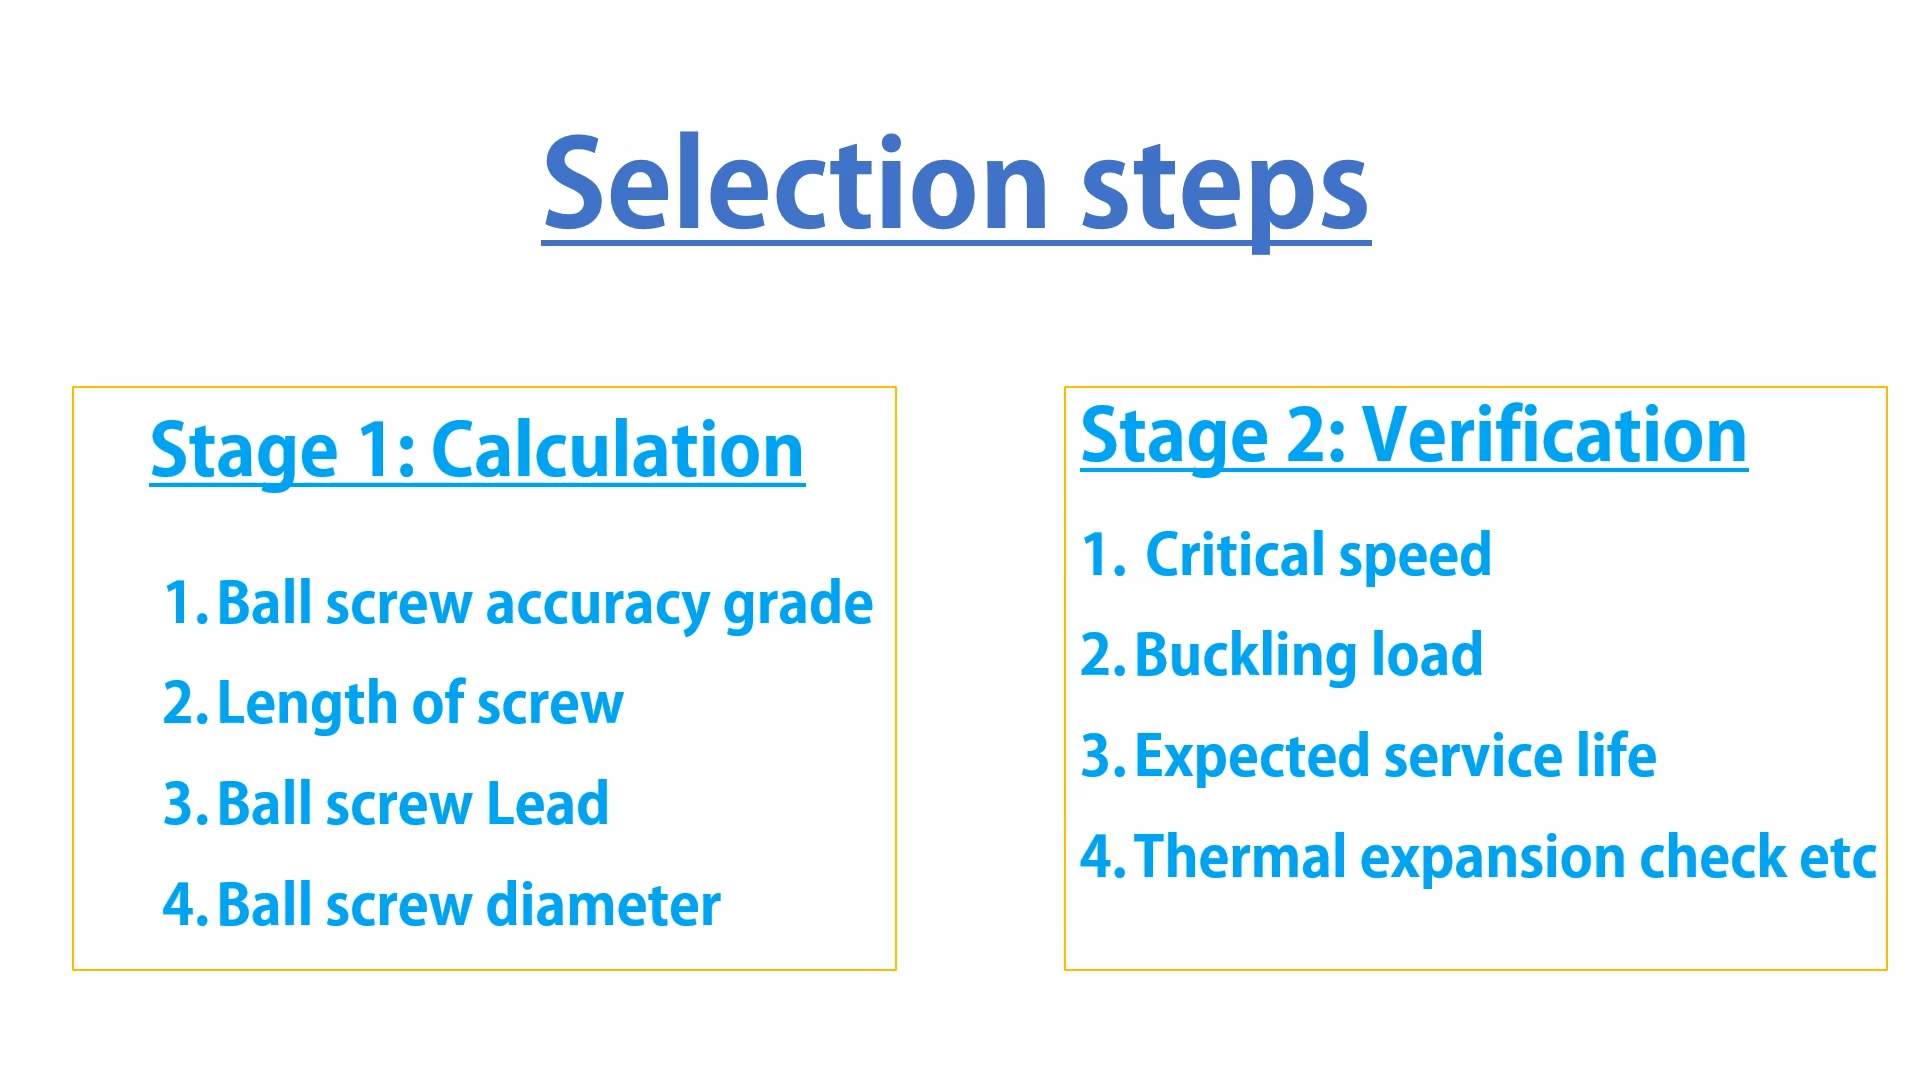 Selection steps
Stage 1: Calculation
1. Ball screw accuracy grade
2. Length of screw
3. Ball screw Lead
4. Ball screw diameter
Stage 2: Verification
1. Critical speed
2. Buckling load
3. Expected service life
4. Thermal expansion check etc